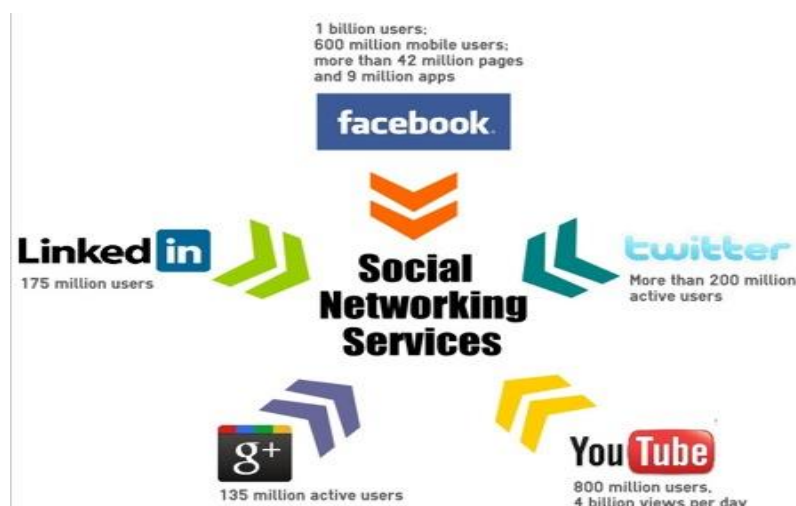 1 billion users;
600 million mobile users;
more than 42 million pages
and 9 million apps
facebook.
Linked in
175 million users
twitter
More than 200 million
active users
Social
Networking
Services
g+
135 million active users
YouTube
800 million users,
4 billion views per day